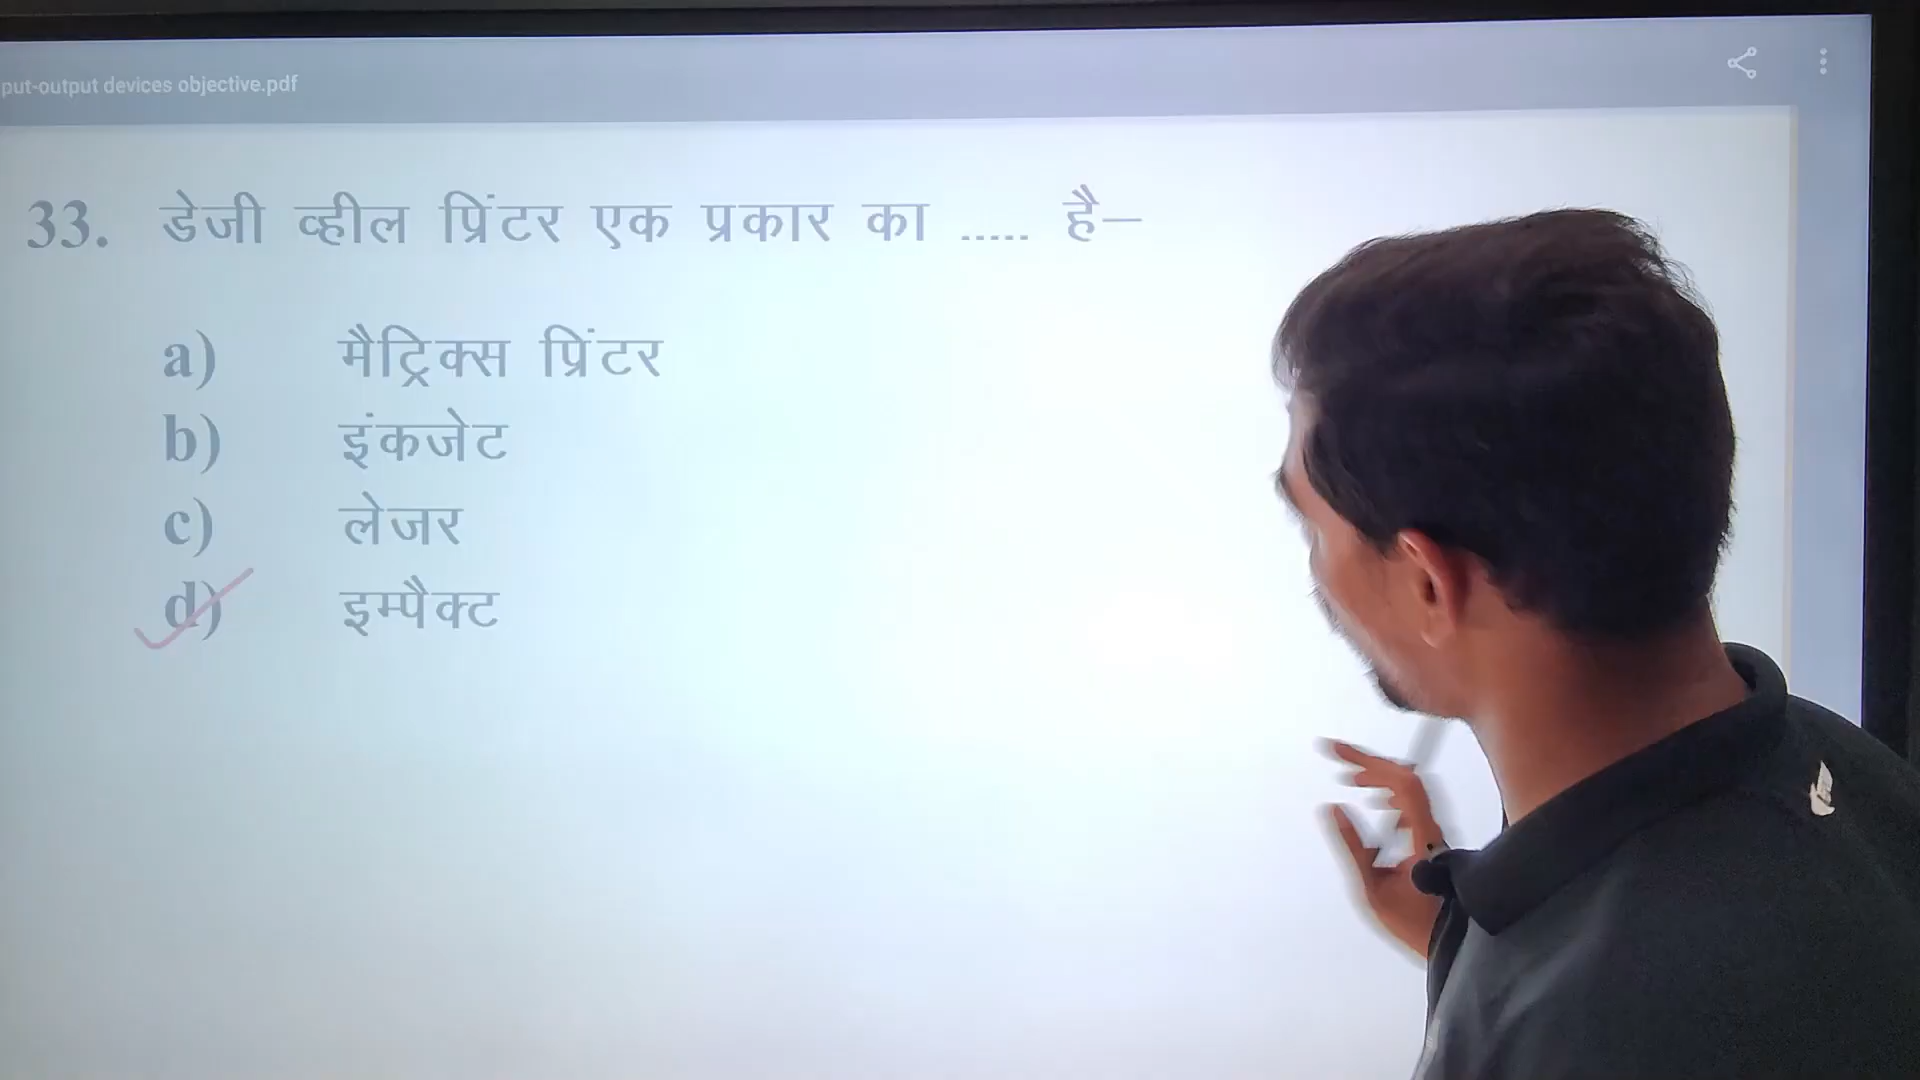 put-output devices objective.pdf
33. डेजी व्हील प्रिंटर एक प्रकार का ..... है–
a) मैट्रिक्स प्रिंटर
b) इंकजेट
c) लेजर
d) इम्पैक्ट